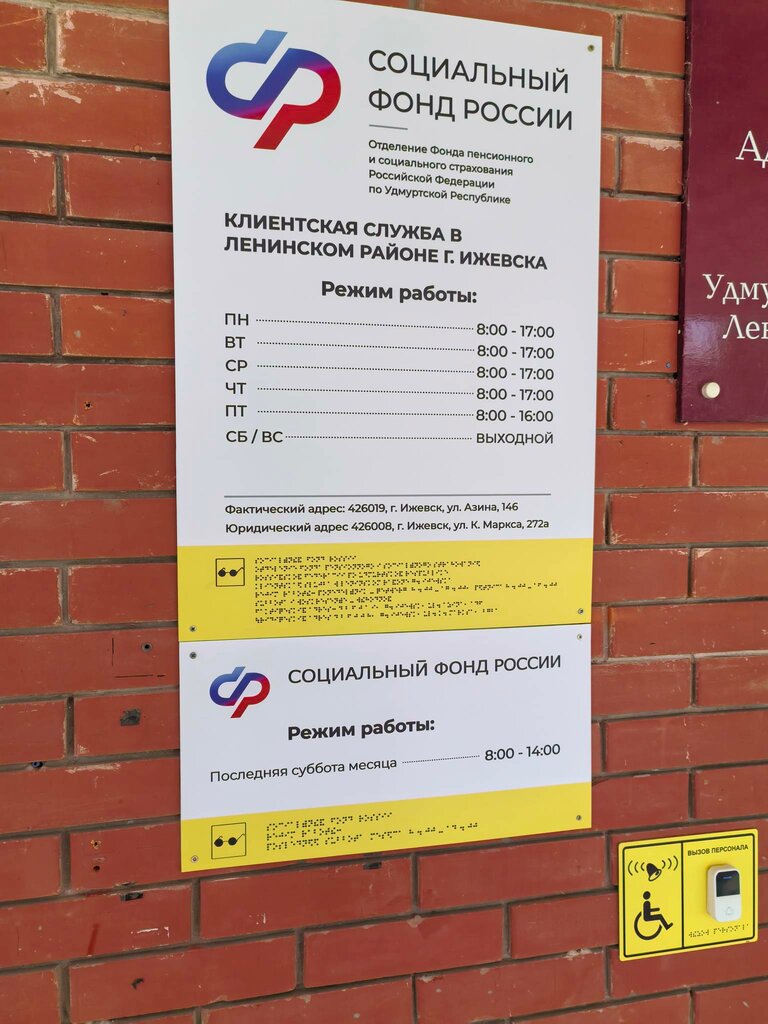 СОЦИАЛЬНЫЙ
ФОНД РОССИИ
Отделение Фонда пенсионного
и социального страхования
Российской Федерации
по Удмуртской Республике
КЛИЕНТСКАЯ СЛУЖБА В
ЛЕНИНСКОМ РАЙОНЕ Г. ИЖЕВСКА
Режим работы:
ПН 8:00 - 17:00
ВТ 8:00 - 17:00
СР 8:00 - 17:00
ЧТ 8:00 - 17:00
ПТ 8:00 - 16:00
СБ / ВС ВЫХОДНОЙ
Фактический адрес: 426019, г. Ижевск, ул. Азина, 146
Юридический адрес 426008, г. Ижевск, ул. К. Маркса, 272а
СОЦИАЛЬНЫЙ ФОНД РОССИИ
Режим работы:
Последняя суббота месяца 8:00 - 14:00
ВЫЗОВ ПЕРСОНАЛА